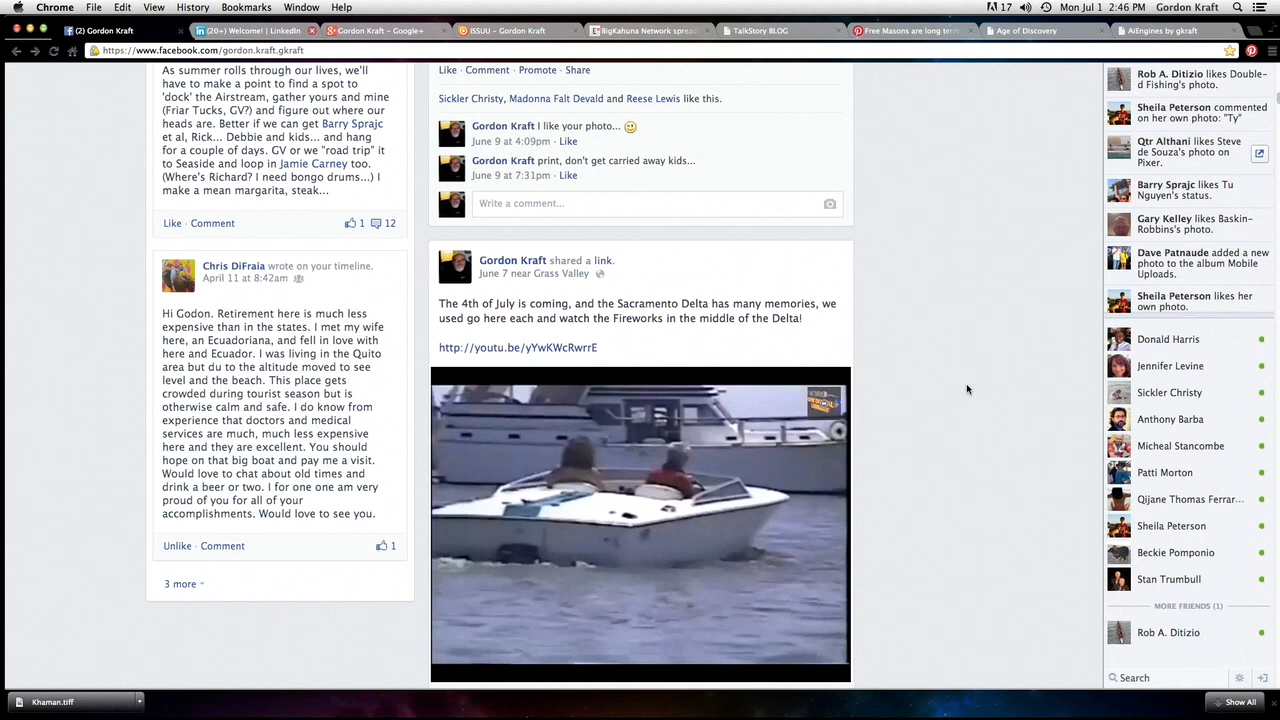 Chrome File Edit View History Bookmarks Window Help
17 Mon Jul 1 2:46 PM Gordon Kraft
(2) Gordon Kraft
(20+) Welcome! | LinkedIn
Gordon Kraft – Google+
ISSUU – Gordon Kraft
BigKahuna Network sprea
TalkStory BLOG
Free Masons are long term
Age of Discovery
AiEngines by gkraft
https://www.facebook.com/gordon.kraft.gkraft
As summer rolls through our lives, we'll
have to make a point to find a spot to
'dock' the Airstream, gather yours and mine
(Friar Tucks, GV?) and figure out where our
heads are. Better if we can get Barry Sprajc
et al, Rick... Debbie and kids... and hang
for a couple of days. GV or we "road trip" it
to Seaside and loop in Jamie Carney too.
(Where's Richard? I need bongo drums...) I
make a mean margarita, steak...
Like · Comment 1 12
Chris DiFraia wrote on your timeline.
April 11 at 8:42am
Hi Godon. Retirement here is much less
expensive than in the states. I met my wife
here, an Ecuadoriana, and fell in love with
here and Ecuador. I was living in the Quito
area but du to the altitude moved to see
level and the beach. This place gets
crowded during tourist season but is
otherwise calm and safe. I do know from
experience that doctors and medical
services are much, much less expensive
here and they are excellent. You should
hope on that big boat and pay me a visit.
Would love to chat about old times and
drink a beer or two. I for one one am very
proud of you for all of your
accomplishments. Would love to see you.
Unlike · Comment 1
3 more
Like · Comment · Promote · Share
Sickler Christy, Madonna Falt Devald and Reese Lewis like this.
Gordon Kraft I like your photo...
June 9 at 4:09pm · Like
Gordon Kraft print, don't get carried away kids...
June 9 at 7:31pm · Like
Write a comment...
Gordon Kraft shared a link.
June 7 near Grass Valley
The 4th of July is coming, and the Sacramento Delta has many memories, we
used go here each and watch the Fireworks in the middle of the Delta!
http://youtu.be/yYwKWcRwrrE
Rob A. Ditizio likes Double-
d Fishing's photo.
Sheila Peterson commented
on her own photo: "Ty"
Qtr Althani likes Steve
de Souza's photo on
Pixer.
Barry Sprajc likes Tu
Nguyen's status.
Gary Kelley likes Baskin-
Robbins's photo.
Dave Patnaude added a new
photo to the album Mobile
Uploads.
Sheila Peterson likes her
own photo.
Donald Harris
Jennifer Levine
Sickler Christy
Anthony Barba
Micheal Stancombe
Patti Morton
Qijane Thomas Ferrar...
Sheila Peterson
Beckie Pomponio
Stan Trumbull
MORE FRIENDS (1)
Rob A. Ditizio
Search
Khaman.tiff
Show All